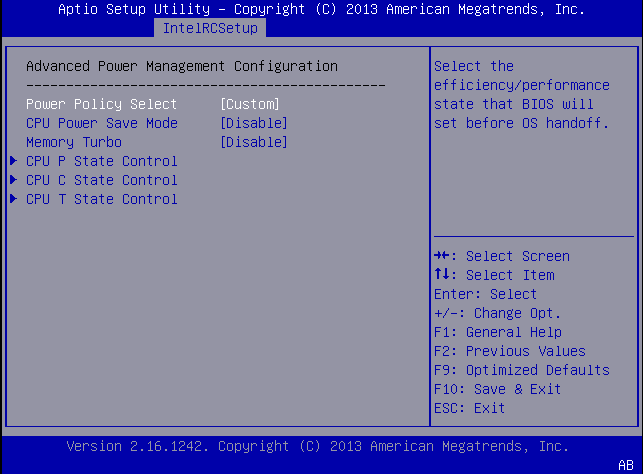 Aptio Setup Utility – Copyright (C) 2013 American Megatrends, Inc.
IntelRCSetup
Advanced Power Management Configuration
----------------------------------------------
Power Policy Select [Custom]
CPU Power Save Mode [Disable]
Memory Turbo [Disable]
CPU P State Control
CPU C State Control
CPU T State Control
Select the
efficiency/performance
state that BIOS will
set before OS handoff.
→←: Select Screen
↑↓: Select Item
Enter: Select
+/-: Change Opt.
F1: General Help
F2: Previous Values
F9: Optimized Defaults
F10: Save & Exit
ESC: Exit
Version 2.16.1242. Copyright (C) 2013 American Megatrends, Inc.
AB